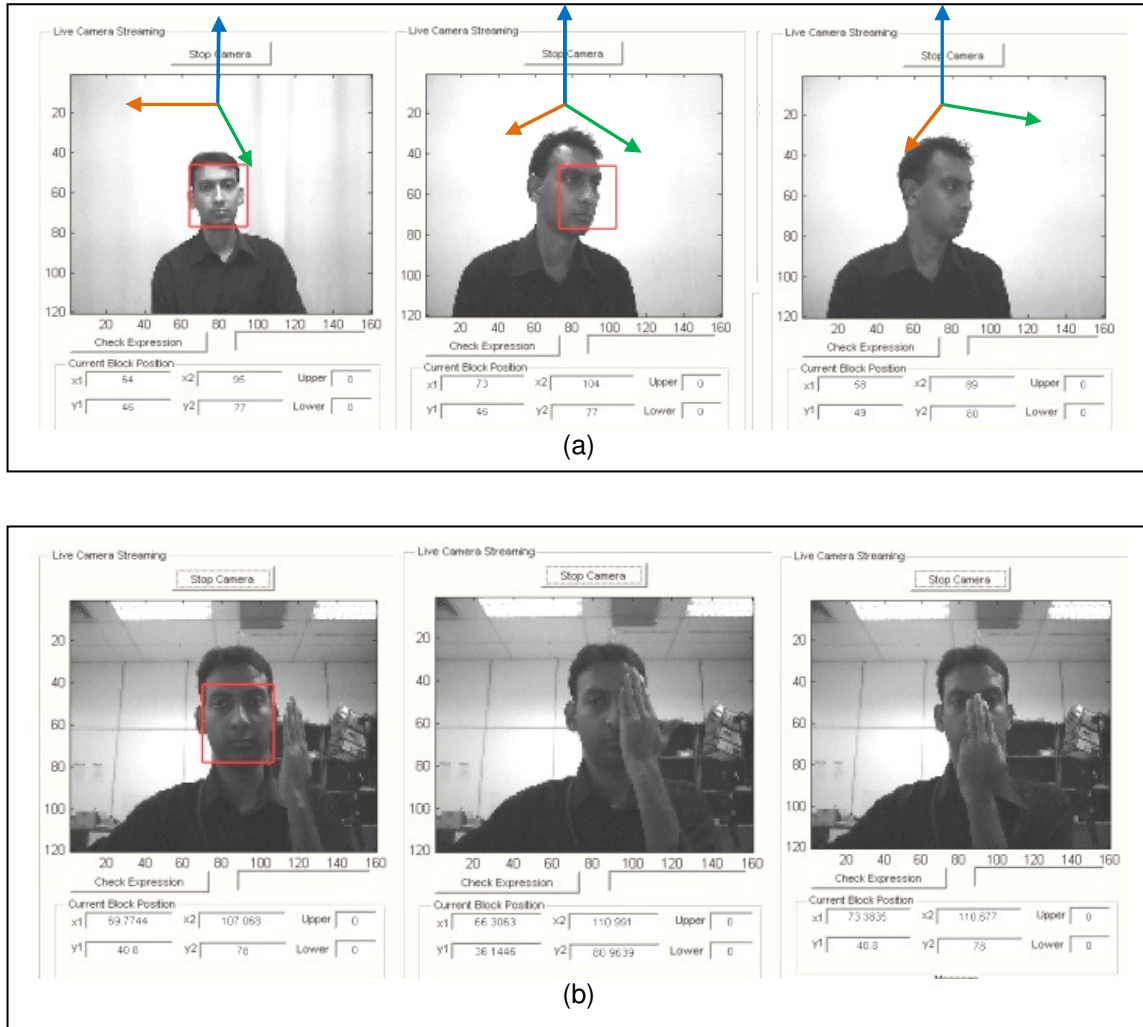 Live Camera Streaming
Stop Camera
20
40
60
80
100
120
20 40 60 80 100 120 140 160
Check Expression
Current Block Position
x1 64 x2 95 Upper 0
y1 46 y2 77 Lower 0
Live Camera Streaming
Stop Camera
20
40
60
80
100
120
20 40 60 80 100 120 140 160
Check Expression
Current Block Position
x1 73 x2 104 Upper 0
y1 46 y2 77 Lower 0
Live Camera Streaming
Stop Camera
20
40
60
80
100
120
20 40 60 80 100 120 140 160
Check Expression
Current Block Position
x1 58 x2 89 Upper 0
y1 49 y2 80 Lower 0
(a)
Live Camera Streaming
Stop Camera
20
40
60
80
100
120
20 40 60 80 100 120 140 160
Check Expression
Current Block Position
x1 69.7744 x2 107.068 Upper 0
y1 40.8 y2 78 Lower 0
Live Camera Streaming
Stop Camera
20
40
60
80
100
120
20 40 60 80 100 120 140 160
Check Expression
Current Block Position
x1 66.3063 x2 110.991 Upper 0
y1 36.1446 y2 80.9639 Lower 0
Live Camera Streaming
Stop Camera
20
40
60
80
100
120
20 40 60 80 100 120 140 160
Check Expression
Current Block Position
x1 73.3835 x2 110.677 Upper 0
y1 40.8 y2 78 Lower 0
(b)